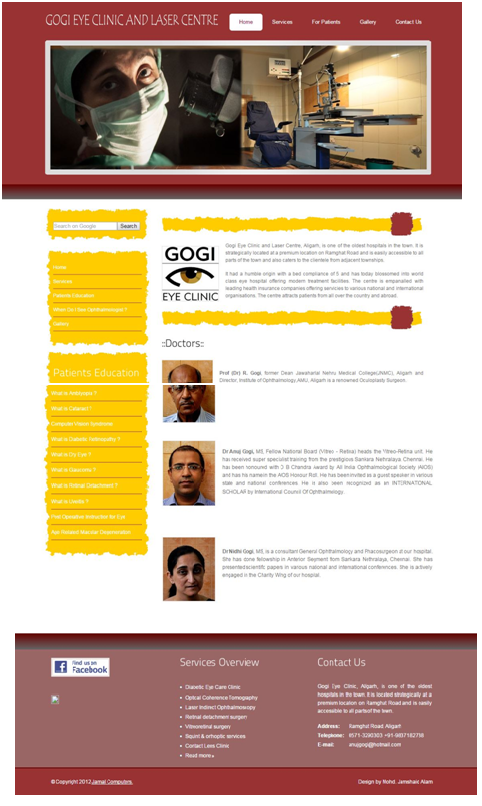 GOGI EYE CLINIC AND LASER CENTRE
Home Services For Patients Gallery Contact Us
Search on Google Search
Home
Services
Patients Education
When Do I See Ophthalmologist ?
Gallery
Patients Education
What is Amblyopia ?
What is Cataract ?
Computer Vision Syndrome
What is Diabetic Retinopathy ?
What is Dry Eye ?
What is Glaucoma ?
What is Retinal Detachment ?
What is Uveitis ?
Post Operative Instruction for Eye
Age Related Macular Degeneration
GOGI
EYE CLINIC
Gogi Eye Clinic and Laser Centre, Aligarh, is one of the oldest hospitals in the town. It is
strategically located at a premium location on Ramghat Road and is easily accessible to all
parts of the town and also caters to the clientele from adjacent townships.
It had a humble origin with a bed compliment of 5 and has today blossomed into world
class eye hospital offering modern treatment facilities. The centre is empanelled with
leading health insurance companies offering services to various national and international
organisations. The centre attracts patients from all over the country and abroad.
::Doctors::
Prof (Dr) R. Gogi, former Dean Jawaharlal Nehru Medical College(JNMC), Aligarh and
Director, Institute of Ophthalmology AMU, Aligarh is a renowned Oculoplasty Surgeon.
Dr Anuj Gogi, MS, Fellow National Board (Vitreo - Retina) heads the Vitreo-Retina unit. He
has received super specialist training from the prestigious Sankara Nethralaya, Chennai. He
has been honoured with J B Chandra Award by All India Ophthalmological Society (AIOS)
and has his name in the AIOS Honour Roll. He has been invited as a guest speaker in various
state and national conferences. He is also been recognized as an INTERNATIONAL
SCHOLAR by International Council Of Ophthalmology.
Dr Nidhi Gogi, MS, is a consultant General Ophthalmology and Phacosurgeon at our hospital.
She has done fellowship in Anterior Segment from Sankara Nethralaya, Chennai. She has
presented scientific papers in various national and international conferences. She is actively
engaged in the Charity Wing of our hospital.
Find us on
Facebook
Services Overview
Diabetic Eye Care Clinic
Optical Coherence Tomography
Laser Indirect Ophthalmoscopy
Retinal detachment surgery
Vitreoretinal surgery
Squint & orthoptic services
Contact Lens Clinic
Read more
Contact Us
Gogi Eye Clinic, Aligarh, is one of the oldest
hospitals in the town. It is located strategically at a
premium location on Ramghat Road and is easily
accessible to all parts of the town.
Address: Ramghat Road Aligarh
Telephone:
E-mail: anujgogi@hotmail.com
© Copyright 2012 Jamal Computers.
Design by Mohd. Jamshaid Alam